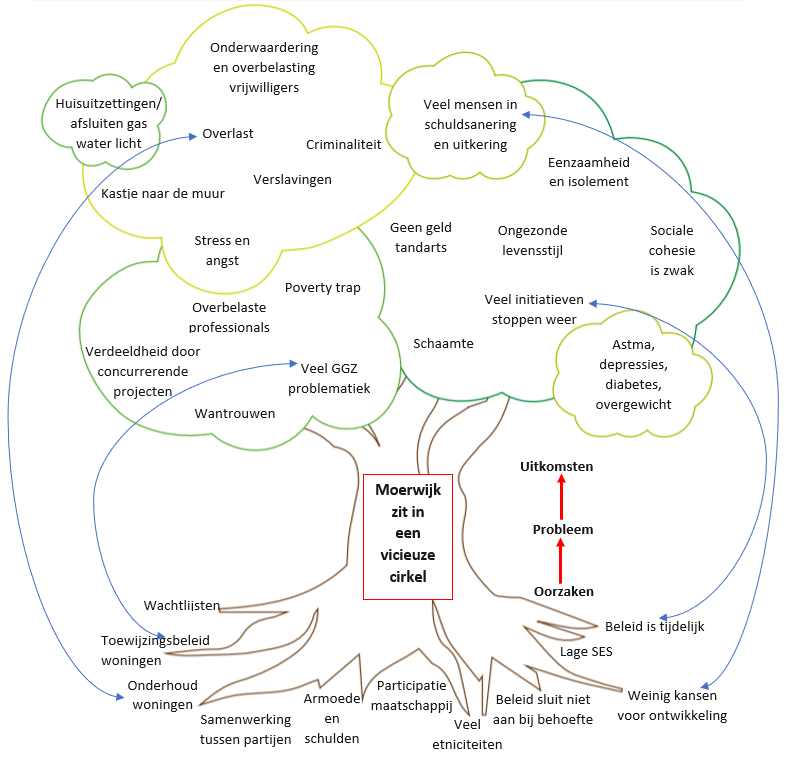 Onderwaardering
en overbelasting
vrijwilligers
Huisuitzettingen/
afsluiten gas
water licht
Overlast
Criminaliteit
Veel mensen in
schuldsanering
en uitkering
Verslavingen
Kastje naar de muur
Eenzaamheid
en isolement
Stress en
angst
Geen geld
tandarts
Ongezonde
levensstijl
Sociale
cohesie
is zwak
Poverty trap
Overbelaste
professionals
Veel initiatieven
stoppen weer
Schaamte
Verdeeldheid door
concurrerende
projecten
Veel GGZ
problematiek
Astma,
depressies,
diabetes,
overgewicht
Wantrouwen
Moerwijk
zit in
een
vicieuze
cirkel
Uitkomsten
Probleem
Oorzaken
Wachtlijsten
Toewijzingsbeleid
woningen
Onderhoud
woningen
Samenwerking
tussen partijen
Armoede
en
schulden
Participatie
maatschappij
Veel
etniciteiten
Beleid sluit niet
aan bij behoefte
Weinig kansen
voor ontwikkeling
Lage SES
Beleid is tijdelijk